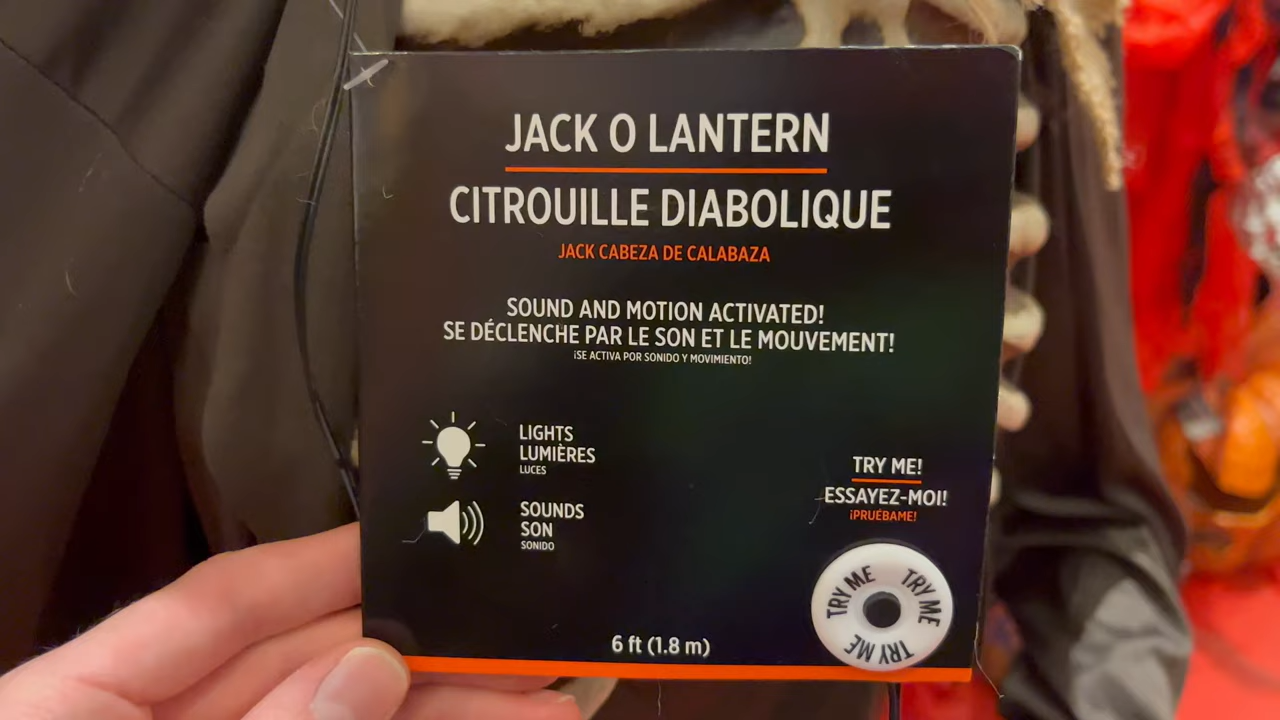 JACK O LANTERN
CITROUILLE DIABOLIQUE
JACK CABEZA DE CALABAZA
SOUND AND MOTION ACTIVATED!
SE DÉCLENCHE PAR LE SON ET LE MOUVEMENT!
¡SE ACTIVA POR SONIDO Y MOVIMIENTO!
LIGHTS
LUMIÈRES
LUCES
SOUNDS
SON
SONIDO
TRY ME!
ESSAYEZ-MOI!
¡PRUÉBAME!
TRY ME
TRY ME
TRY ME
6 ft (1.8 m)